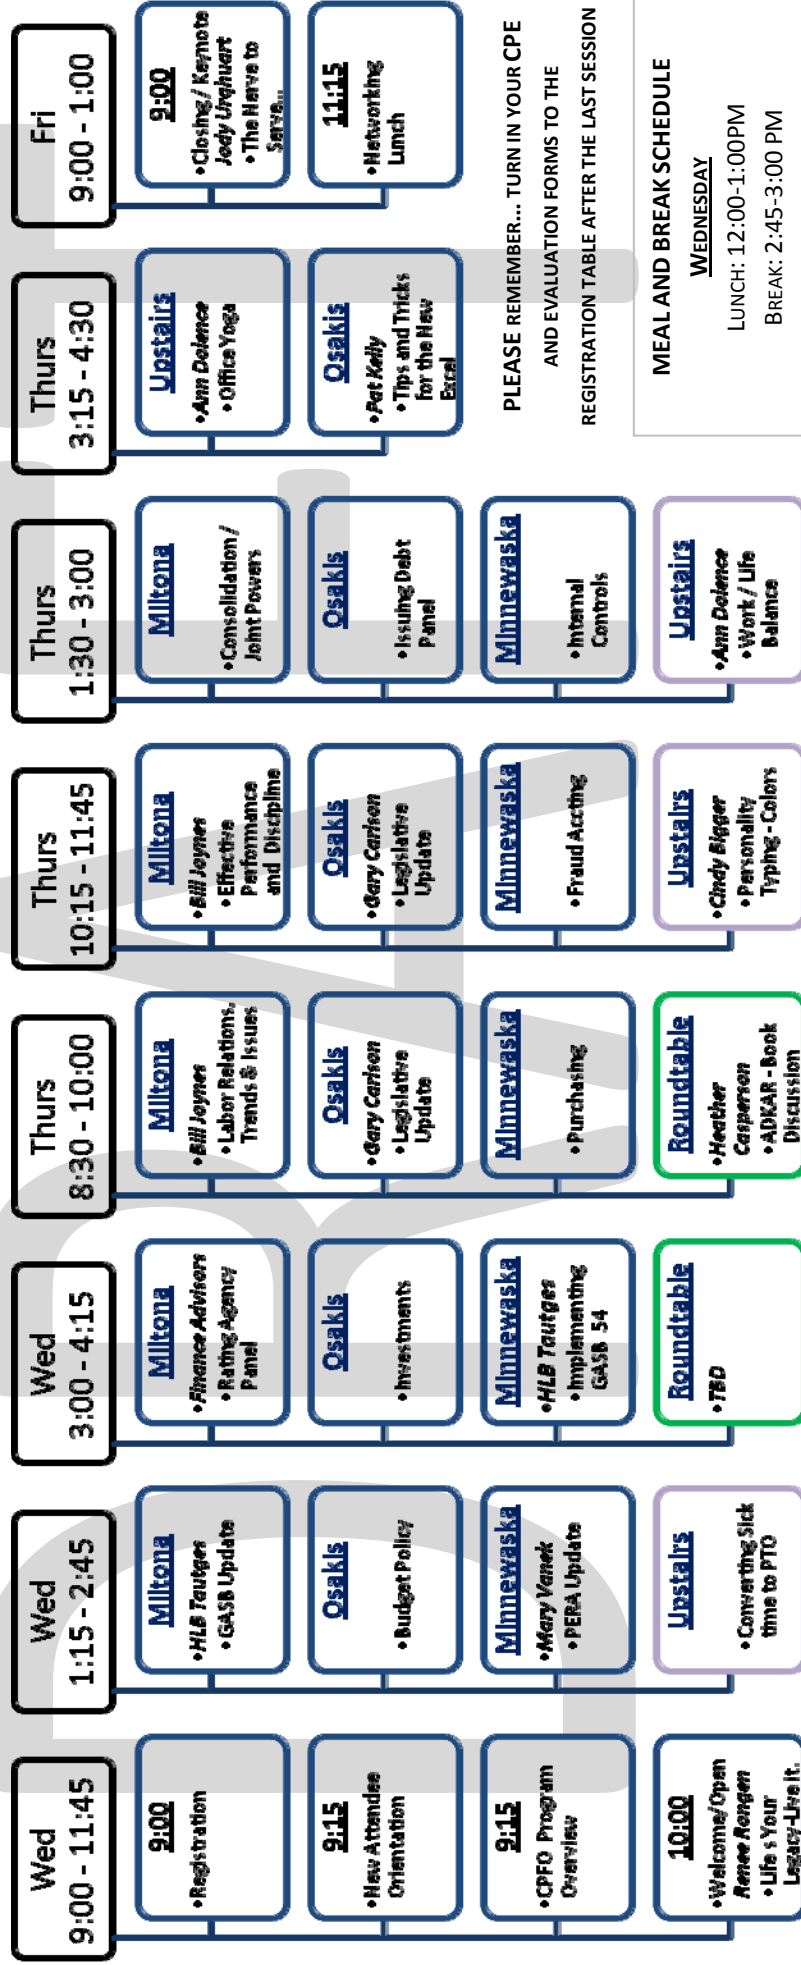 Wed
9:00 - 11:45
9:00
•Registration
9:15
•New Attendee
Orientation
9:15
•CPFO Program
Overview
10:00
•Welcome/Open
Renee Rongen
•Life s Your
Legacy-Live it.
Wed
1:15 - 2:45
Miltona
•HLB Tautges
•GASB Update
Osakis
•Budget Policy
Minnewaska
•Mary Vanek
•PERA Update
Upstairs
•Converting Sick
time to PTO
Wed
3:00 - 4:15
Miltona
•Finance Advisors
•Rating Agency
Panel
Osakis
•Investments
Minnewaska
•HLB Tautges
•Implementing
GASB 54
Roundtable
•TBD
Thurs
8:30 - 10:00
Miltona
•Bill Joynes
•Labor Relations,
Trends & Issues
Osakis
•Gary Carlson
•Legislative
Update
Minnewaska
•Purchasing
Roundtable
•Heather
Casperson
•ADKAR - Book
Discussion
Thurs
10:15 - 11:45
Miltona
•Bill Joynes
•Effective
Performance
and Discipline
Osakis
•Gary Carlson
•Legislative
Update
Minnewaska
•Fraud Accting
Upstairs
•Cindy Bigger
•Personality
Typing - Colors
Thurs
1:30 - 3:00
Miltona
•Consolidation /
Joint Powers
Osakis
•Issuing Debt
Panel
Minnewaska
•Internal
Controls
Upstairs
•Ann Dolence
•Work / Life
Balance
Thurs
3:15 - 4:30
Upstairs
•Ann Dolence
•Office Yoga
Osakis
•Pat Kelly
•Tips and Tricks
for the New
Excel
Fri
9:00 - 1:00
9:00
•Closing / Keynote
Jody Urquhart
•The Nerve to
Serve...
11:15
•Networking
Lunch
PLEASE REMEMBER... TURN IN YOUR CPE
AND EVALUATION FORMS TO THE
REGISTRATION TABLE AFTER THE LAST SESSION
MEAL AND BREAK SCHEDULE
WEDNESDAY
LUNCH: 12:00-1:00PM
BREAK: 2:45-3:00 PM